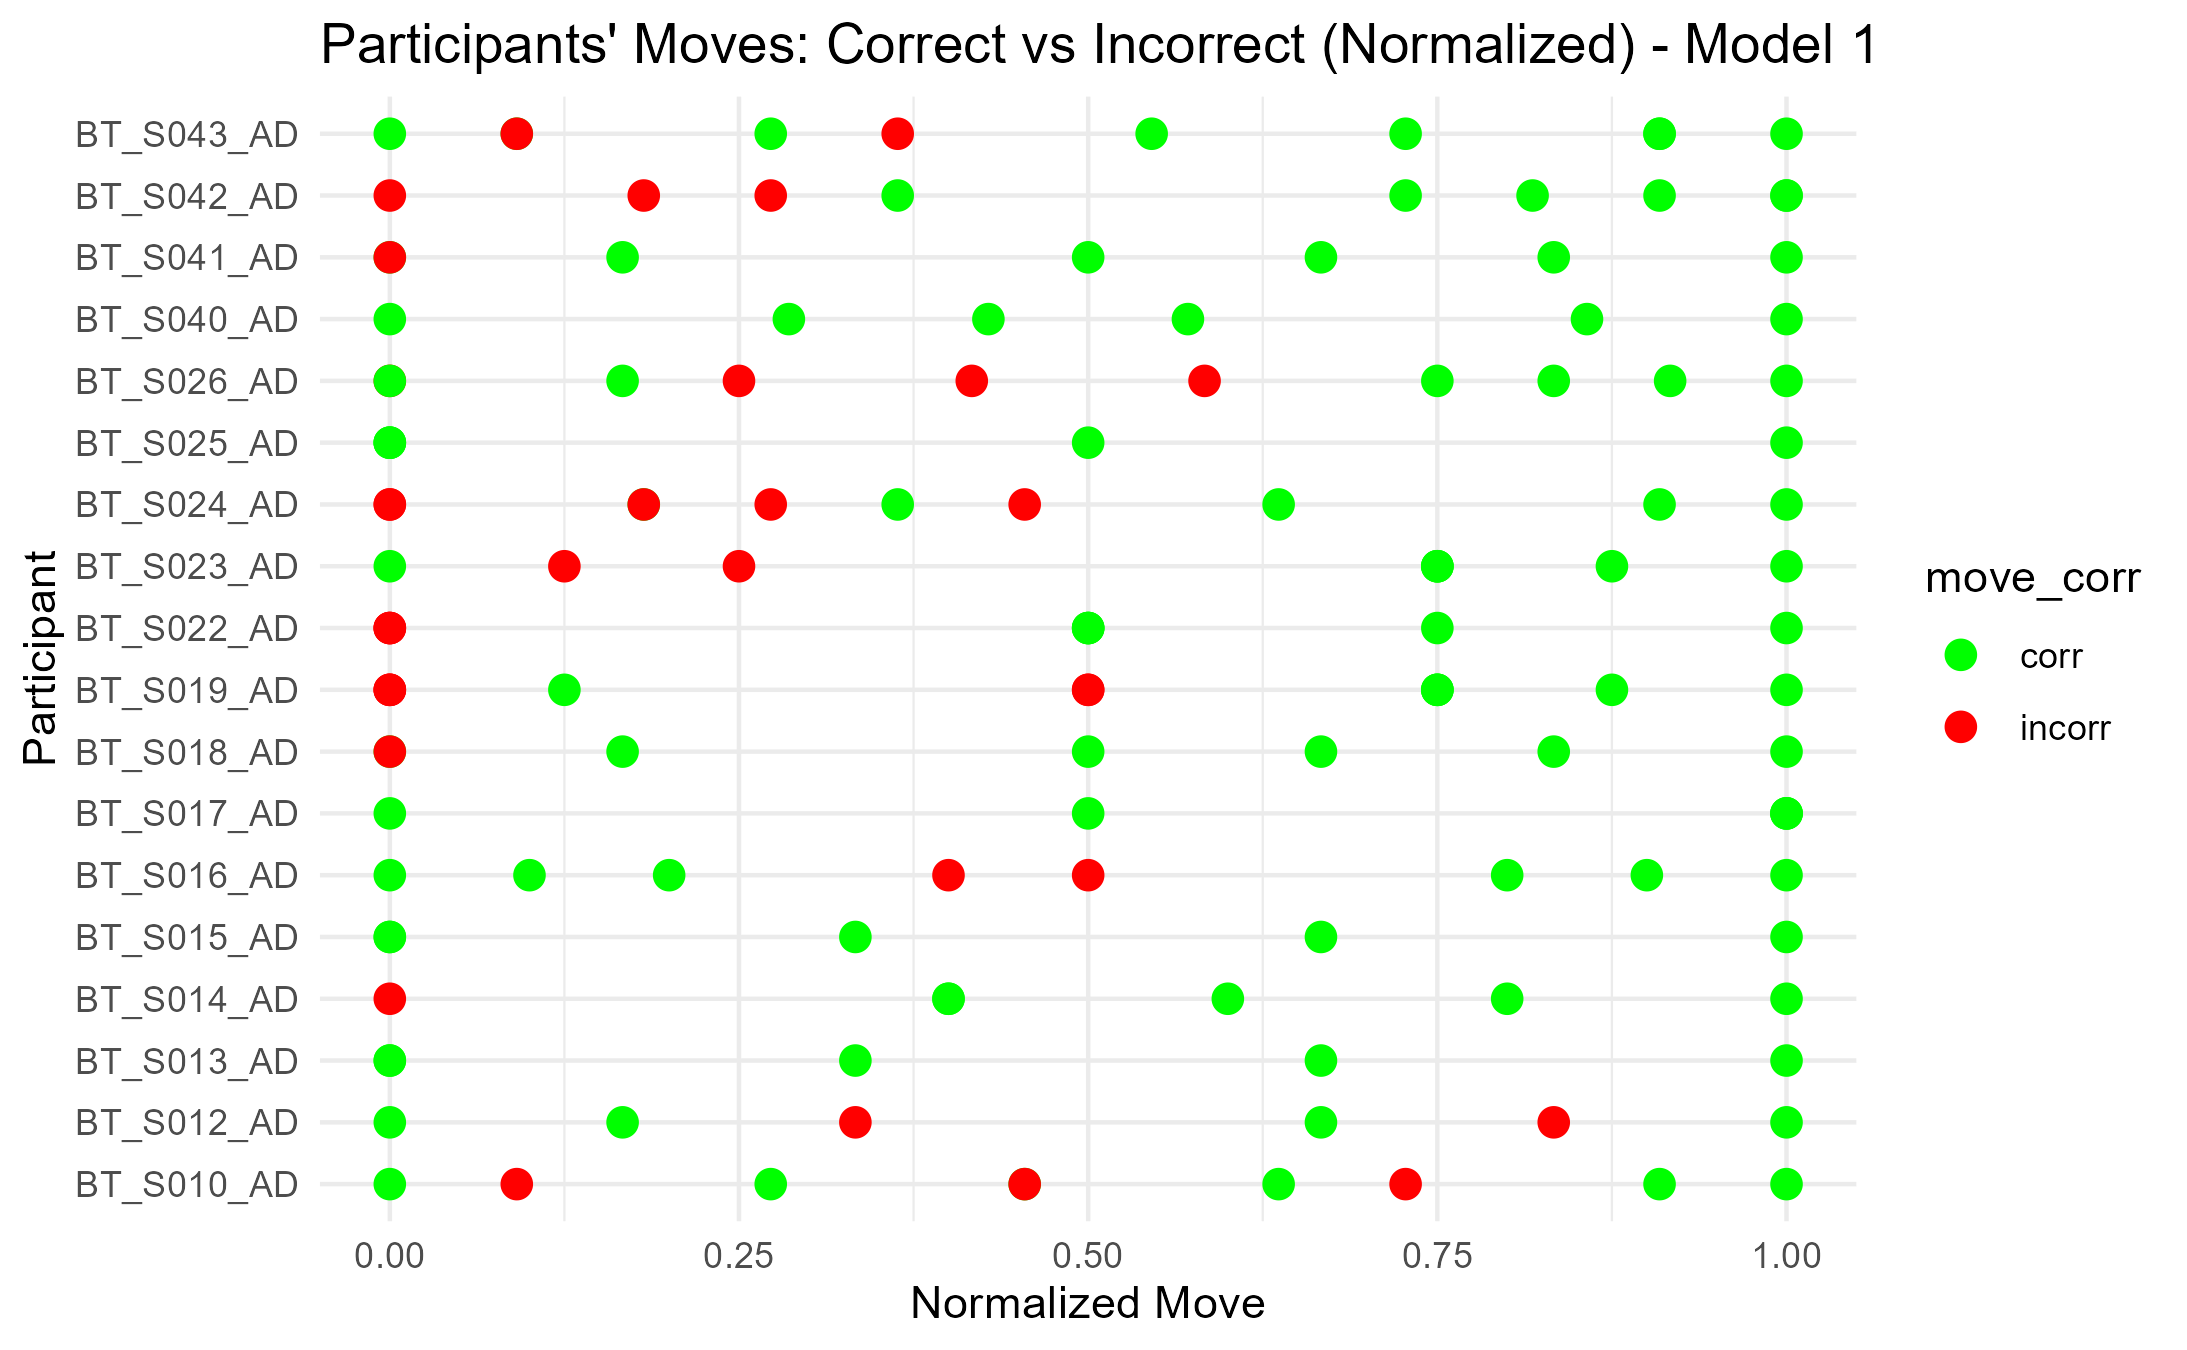 Participants' Moves: Correct vs Incorrect (Normalized) - Model 1
Participant
BT_S043_AD
BT_S042_AD
BT_S041_AD
BT_S040_AD
BT_S026_AD
BT_S025_AD
BT_S024_AD
BT_S023_AD
BT_S022_AD
BT_S019_AD
BT_S018_AD
BT_S017_AD
BT_S016_AD
BT_S015_AD
BT_S014_AD
BT_S013_AD
BT_S012_AD
BT_S010_AD
0.00 0.25 0.50 0.75 1.00
Normalized Move
move_corr
corr
incorr